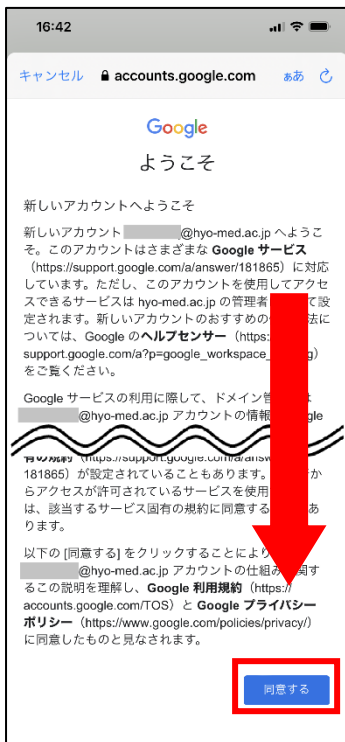 16:42
キャンセル accounts.google.com ぁあ
Google
ようこそ
新しいアカウントへようこそ
新しいアカウント @hyo-med.ac.jp へようこ
そ。このアカウントはさまざまな Google サービス
（https://support.google.com/a/answer/181865）に対応
しています。ただし、このアカウントを使用してアクセ
スできるサービスは hyo-med.ac.jp の管理者 て設
定されます。新しいアカウントのおすすめの 法に
ついては、Google のヘルプセンター（https:
support.google.com/a?p=google_workspace_ g）
をご覧ください。
Google サービスの利用に際して、ドメイン管
@hyo-med.ac.jp アカウントの情報 gle
有の規約（https://support.google.com/a/answ
181865）が設定されていることもあります。 か
らアクセスが許可されているサービスを使用
は、該当するサービス固有の規約に同意する あ
ります。
以下の [同意する] をクリックすることにより
@hyo-med.ac.jp アカウントの仕組み 関す
るこの説明を理解し、Google 利用規約（https://
accounts.google.com/TOS）と Google プライバシー
ポリシー（https://www.google.com/policies/privacy/）
に同意したものと見なされます。
同意する